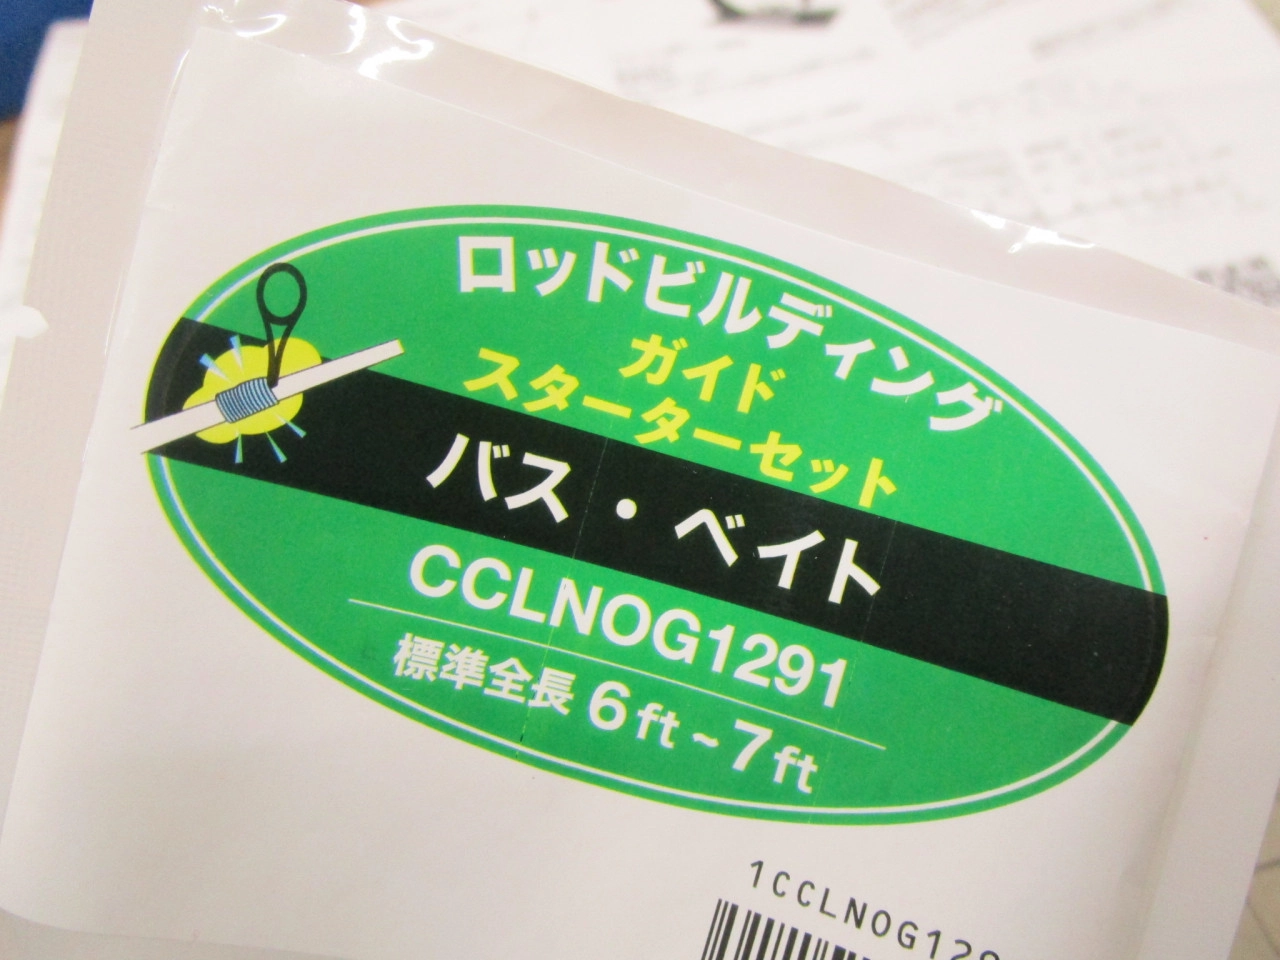 ロッドビルディング
ガイド
スターターセット
バス・ベイト
CCLNOG1291
標準全長 6ft~7ft
1CCLNOG129